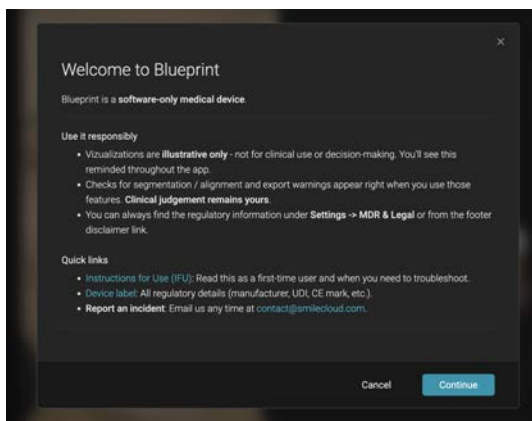 Welcome to Blueprint
Blueprint is a software-only medical device.
Use it responsibly
• Vizualizations are illustrative only - not for clinical use or decision-making. You'll see this
reminded throughout the app.
• Checks for segmentation / alignment and export warnings appear right when you use those
features. Clinical judgement remains yours.
• You can always find the regulatory information under Settings -> MDR & Legal or from the footer
disclaimer link.
Quick links
• Instructions for Use (IFU): Read this as a first-time user and when you need to troubleshoot.
• Device label: All regulatory details (manufacturer, UDI, CE mark, etc.).
• Report an incident: Email us any time at contact@smilecloud.com.
Cancel
Continue